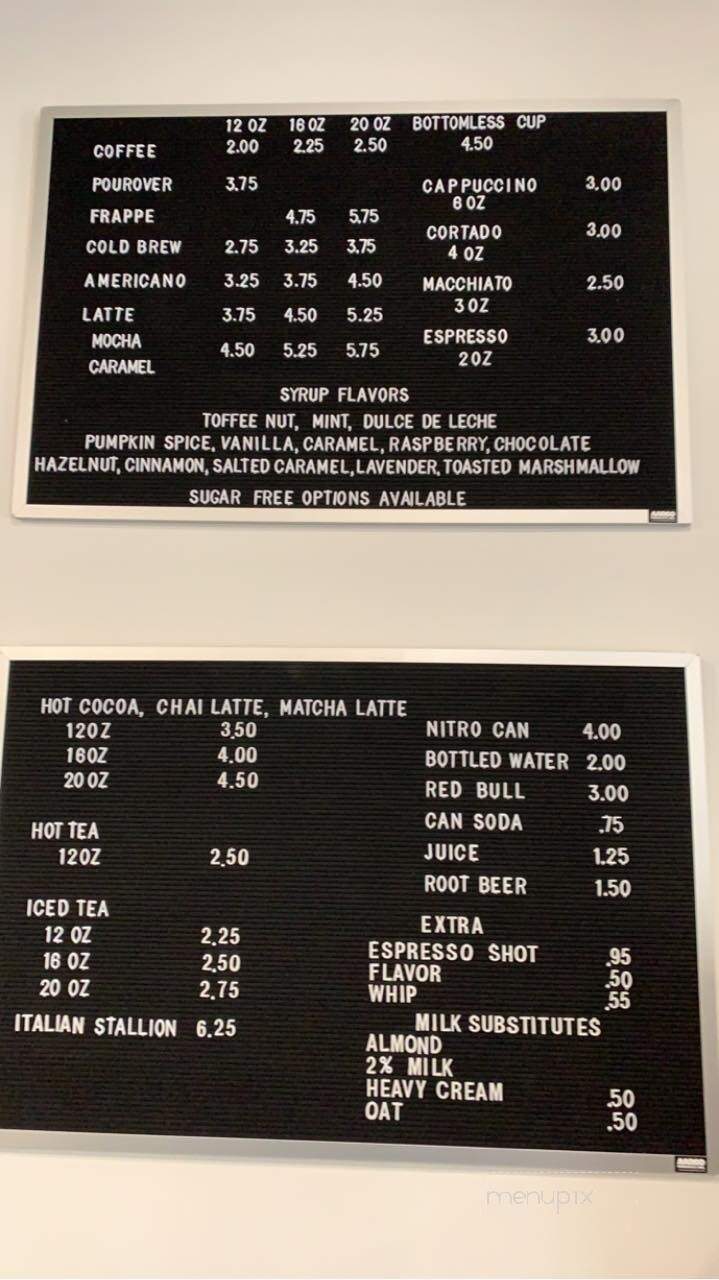 12 OZ 16 OZ 20 OZ BOTTOMLESS CUP
COFFEE 2.00 2.25 2.50 4.50
POUROVER 3.75
FRAPPE 4.75 5.75
COLD BREW 2.75 3.25 3.75
AMERICANO 3.25 3.75 4.50
LATTE 3.75 4.50 5.25
MOCHA
CARAMEL 4.50 5.25 5.75
CAPPUCCINO 3.00
6 OZ
CORTADO 3.00
4 OZ
MACCHIATO 2.50
3 OZ
ESPRESSO 3.00
2 OZ
SYRUP FLAVORS
TOFFEE NUT, MINT, DULCE DE LECHE
PUMPKIN SPICE, VANILLA, CARAMEL, RASPBERRY, CHOCOLATE
HAZELNUT, CINNAMON, SALTED CARAMEL, LAVENDER, TOASTED MARSHMALLOW
SUGAR FREE OPTIONS AVAILABLE
HOT COCOA, CHAI LATTE, MATCHA LATTE
12OZ 3.50
16OZ 4.00
20 OZ 4.50
HOT TEA
12OZ 2.50
ICED TEA
12 OZ 2.25
16 OZ 2.50
20 OZ 2.75
ITALIAN STALLION 6.25
NITRO CAN 4.00
BOTTLED WATER 2.00
RED BULL 3.00
CAN SODA .75
JUICE 1.25
ROOT BEER 1.50
EXTRA
ESPRESSO SHOT .95
FLAVOR .50
WHIP .55
MILK SUBSTITUTES
ALMOND
2% MILK
HEAVY CREAM .50
OAT .50
menupix